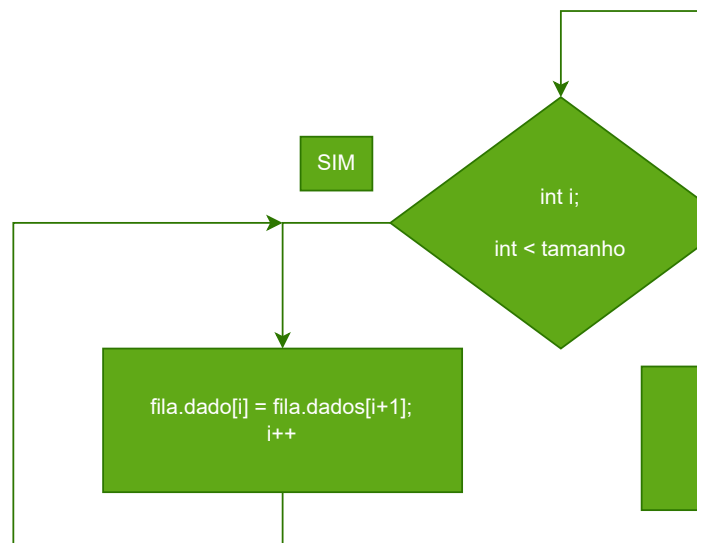 SIM
int i;
int < tamanho
fila.dado[i] = fila.dados[i+1];
i++